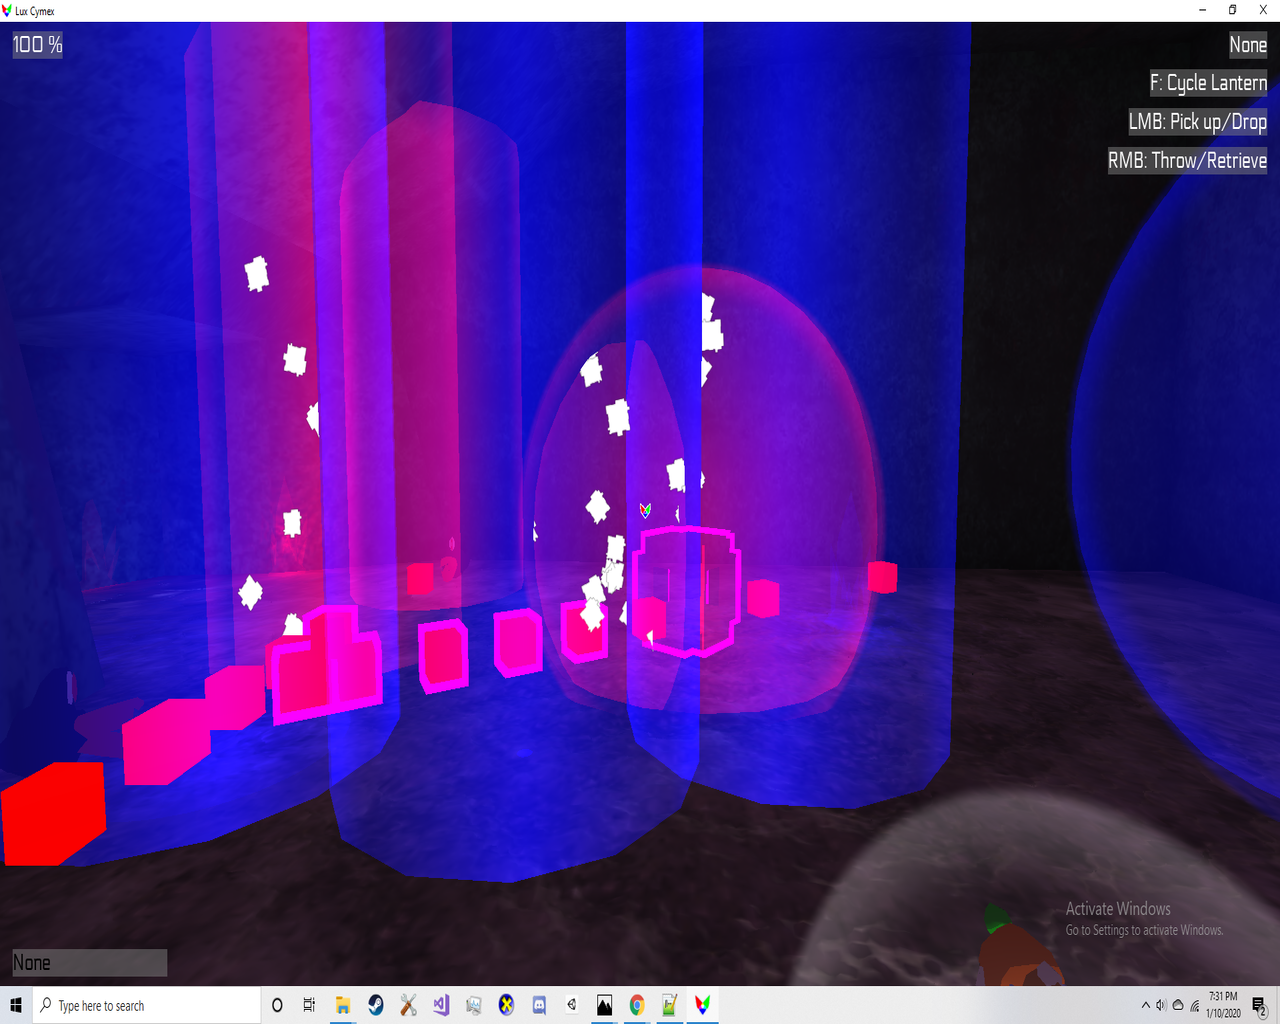 Lux Cymex
100 %
None
F: Cycle Lantern
LMB: Pick up/Drop
RMB: Throw/Retrieve
Activate Windows
Go to Settings to activate Windows.
None
Type here to search
7:31 PM
1/10/2020
2